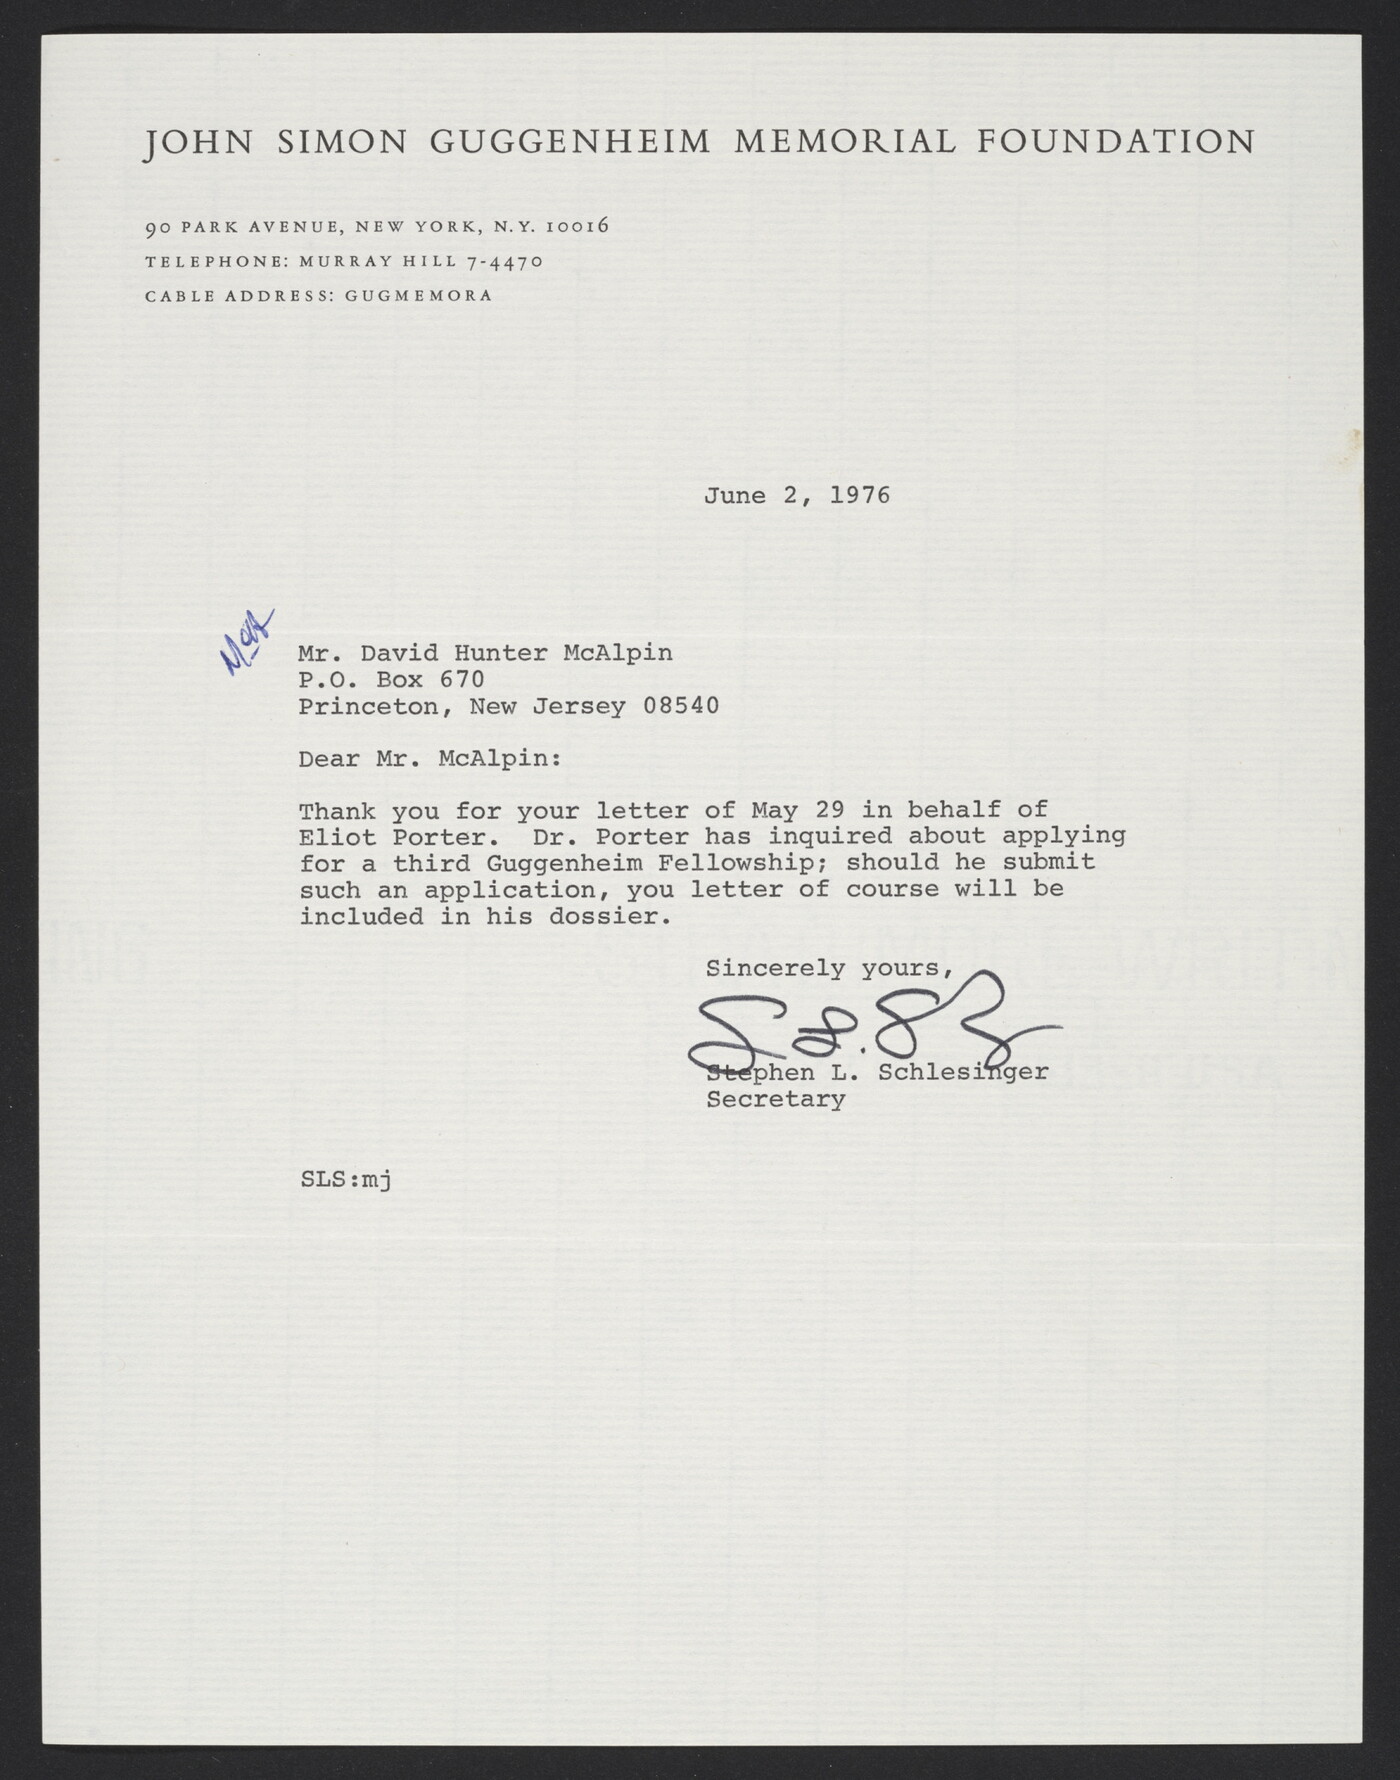 JOHN SIMON GUGGENHEIM MEMORIAL FOUNDATION
90 PARK AVENUE, NEW YORK, N.Y. 10016
TELEPHONE: MURRAY HILL 7-4470
CABLE ADDRESS: GUGMEMORA
June 2, 1976
Mr. David Hunter McAlpin
P.O. Box 670
Princeton, New Jersey 08540
Dear Mr. McAlpin:
Thank you for your letter of May 29 in behalf of
Eliot Porter. Dr. Porter has inquired about applying
for a third Guggenheim Fellowship; should he submit
such an application, you letter of course will be
included in his dossier.
Sincerely yours,
Stephen L. Schlesinger
Secretary
SLS:mj